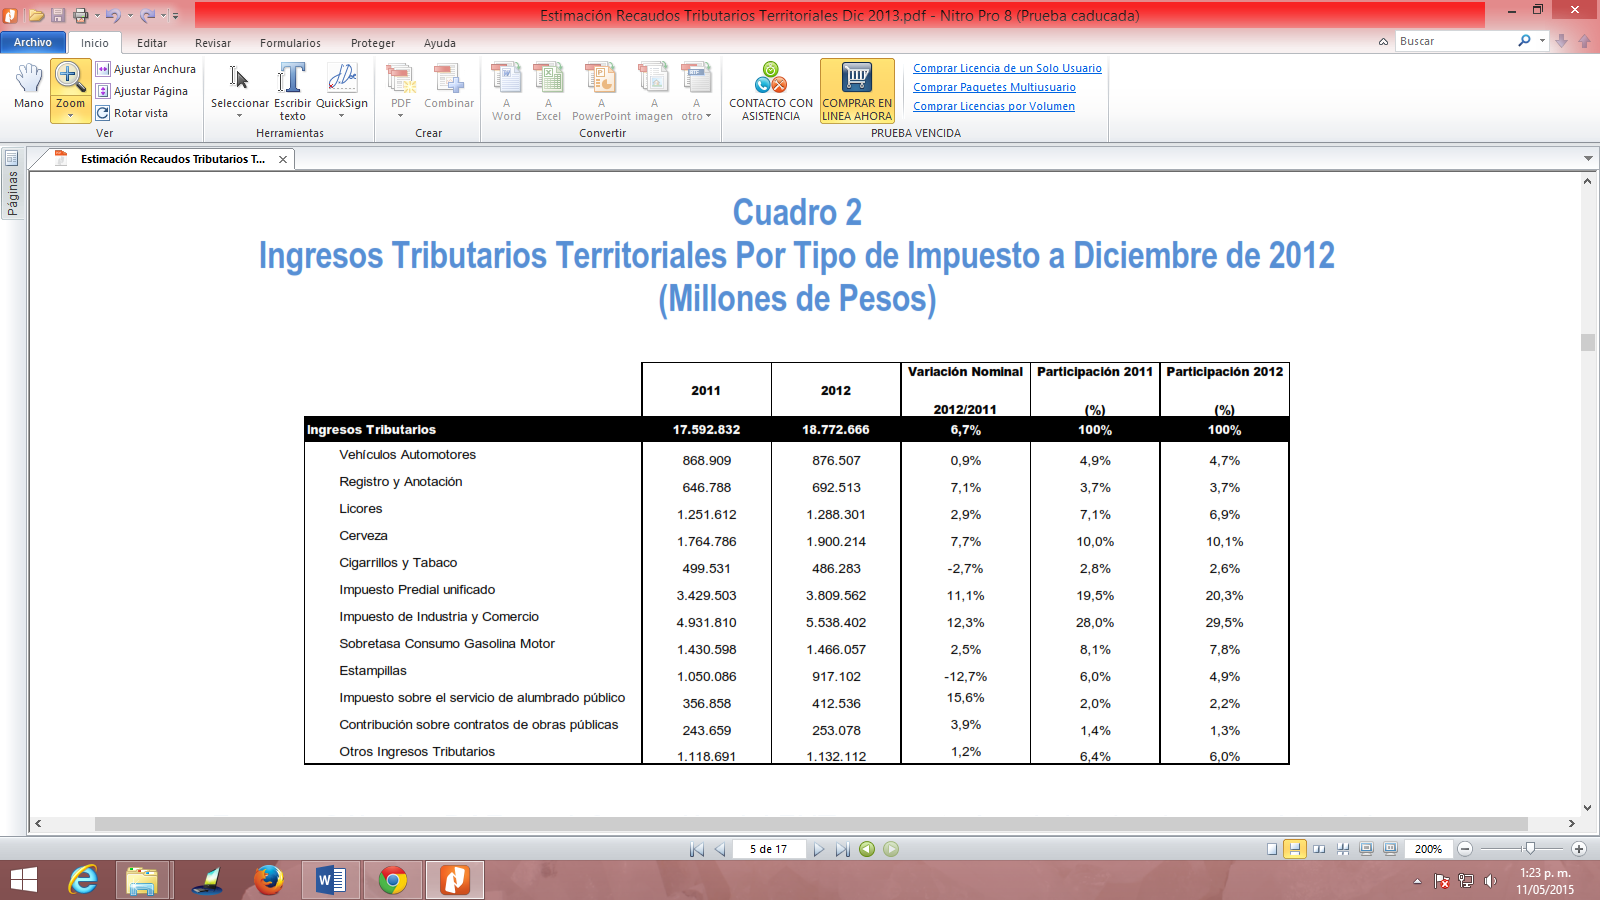 Estimación Recaudos Tributarios Territoriales Dic 2013.pdf - Nitro Pro 8 (Prueba caducada)
Archivo Inicio Editar Revisar Formularios Proteger Ayuda Buscar
Mano Zoom Ajustar Anchura
Ajustar Página
Rotar vista
Ver
Seleccionar Escribir texto QuickSign
Herramientas
PDF Combinar
Crear
A Word A Excel A PowerPoint A imagen A otro
Convertir
CONTACTO CON ASISTENCIA COMPRAR EN LINEA AHORA
Comprar Licencia de un Solo Usuario
Comprar Paquetes Multiusuario
Comprar Licencias por Volumen
PRUEBA VENCIDA
Estimación Recaudos Tributarios T...
Páginas
Cuadro 2
Ingresos Tributarios Territoriales Por Tipo de Impuesto a Diciembre de 2012
(Millones de Pesos)
2011 2012 Variación Nominal 2012/2011 Participación 2011 (%) Participación 2012 (%)
Ingresos Tributarios 17.592.832 18.772.666 6,7% 100% 100%
Vehículos Automotores 868.909 876.507 0,9% 4,9% 4,7%
Registro y Anotación 646.788 692.513 7,1% 3,7% 3,7%
Licores 1.251.612 1.288.301 2,9% 7,1% 6,9%
Cerveza 1.764.786 1.900.214 7,7% 10,0% 10,1%
Cigarrillos y Tabaco 499.531 486.283 -2,7% 2,8% 2,6%
Impuesto Predial unificado 3.429.503 3.809.562 11,1% 19,5% 20,3%
Impuesto de Industria y Comercio 4.931.810 5.538.402 12,3% 28,0% 29,5%
Sobretasa Consumo Gasolina Motor 1.430.598 1.466.057 2,5% 8,1% 7,8%
Estampillas 1.050.086 917.102 -12,7% 6,0% 4,9%
Impuesto sobre el servicio de alumbrado público 356.858 412.536 15,6% 2,0% 2,2%
Contribución sobre contratos de obras públicas 243.659 253.078 3,9% 1,4% 1,3%
Otros Ingresos Tributarios 1.118.691 1.132.112 1,2% 6,4% 6,0%
5 de 17
200%
1:23 p. m.
11/05/2015